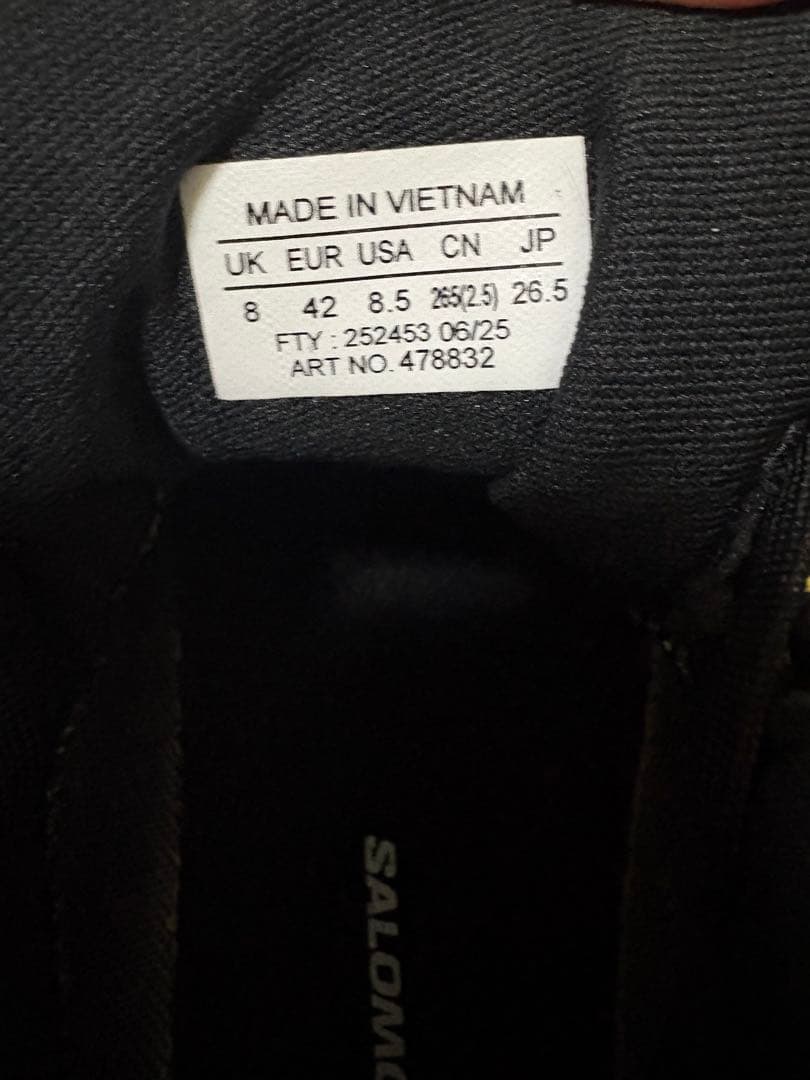 MADE IN VIETNAM
UK EUR USA CN JP
8 42 8.5 265(2.5) 26.5
FTY : 252453 06/25
ART NO. 478832
SALOMO